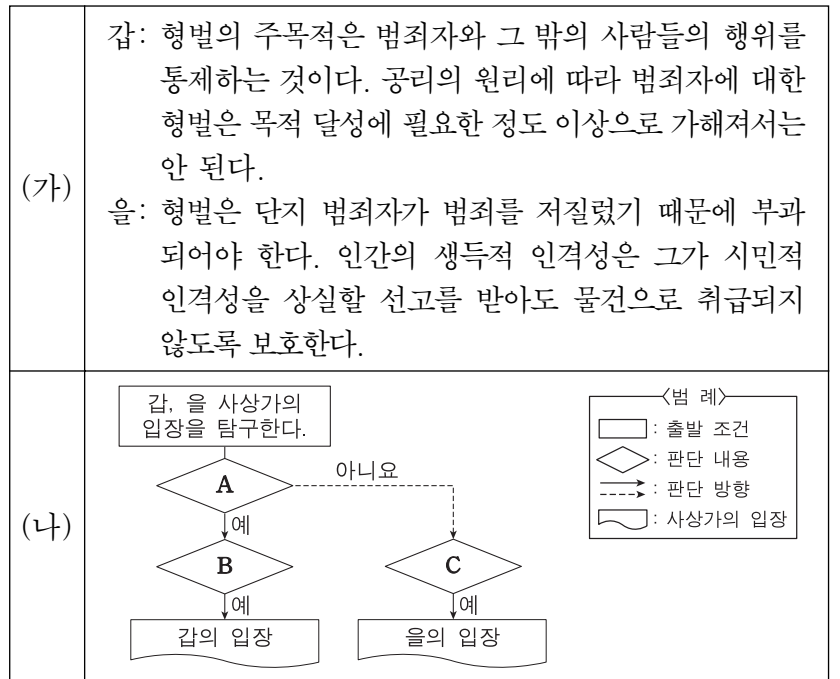 (가)
갑: 형벌의 주목적은 범죄자와 그 밖의 사람들의 행위를
통제하는 것이다. 공리의 원리에 따라 범죄자에 대한
형벌은 목적 달성에 필요한 정도 이상으로 가해져서는
안 된다.
을: 형벌은 단지 범죄자가 범죄를 저질렀기 때문에 부과
되어야 한다. 인간의 생득적 인격성은 그가 시민적
인격성을 상실할 선고를 받아도 물건으로 취급되지
않도록 보호한다.
(나)
갑, 을 사상가의
입장을 탐구한다.
A
아니요
예
B
C
예
예
갑의 입장
을의 입장
<범 례>
: 출발 조건
: 판단 내용
: 판단 방향
: 사상가의 입장